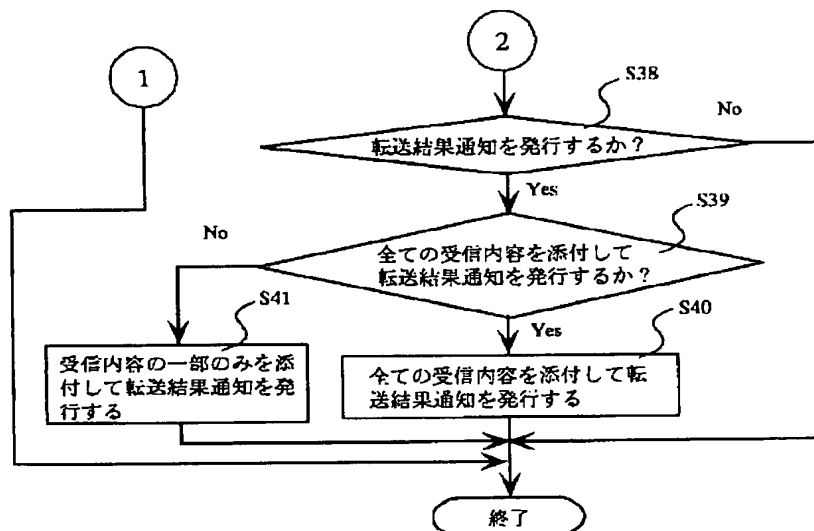 1
2
S38
No
転送結果通知を発行するか？
Yes
S39
No
全ての受信内容を添付して
転送結果通知を発行するか？
S41
Yes
S40
受信内容の一部のみを添
付して転送結果通知を発
行する
全ての受信内容を添付して転
送結果通知を発行する
終了